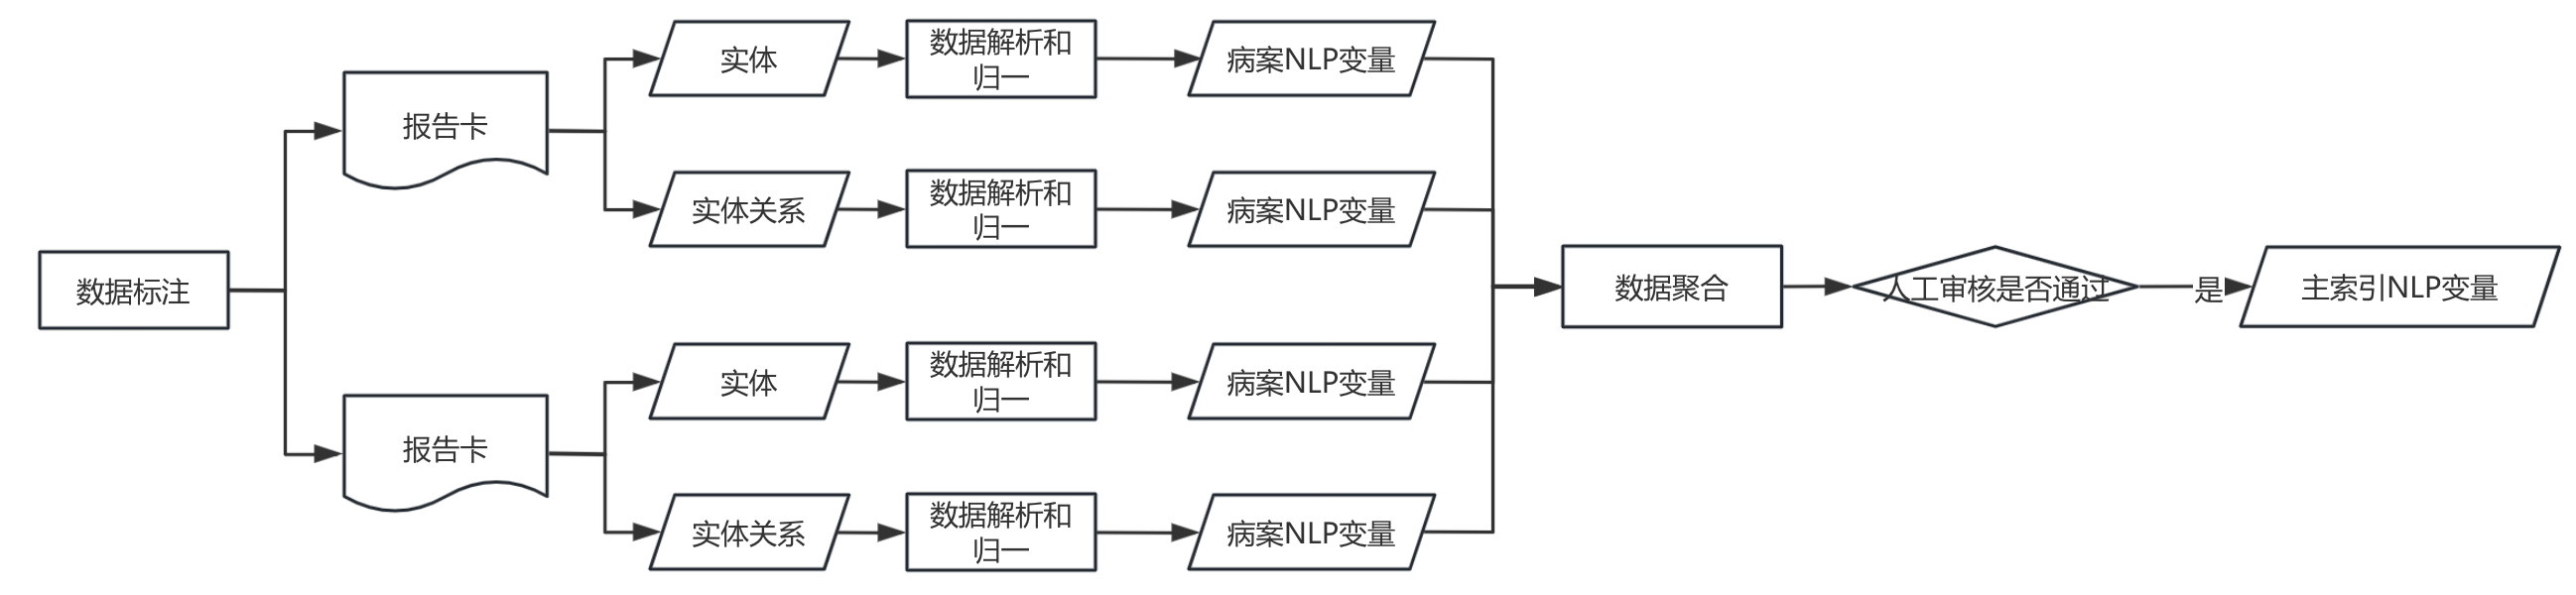 数据标注
报告卡
实体
数据解析和
归一
病案NLP变量
实体关系
数据解析和
归一
病案NLP变量
报告卡
实体
数据解析和
归一
病案NLP变量
实体关系
数据解析和
归一
病案NLP变量
数据聚合
人工审核是否通过
是
主索引NLP变量